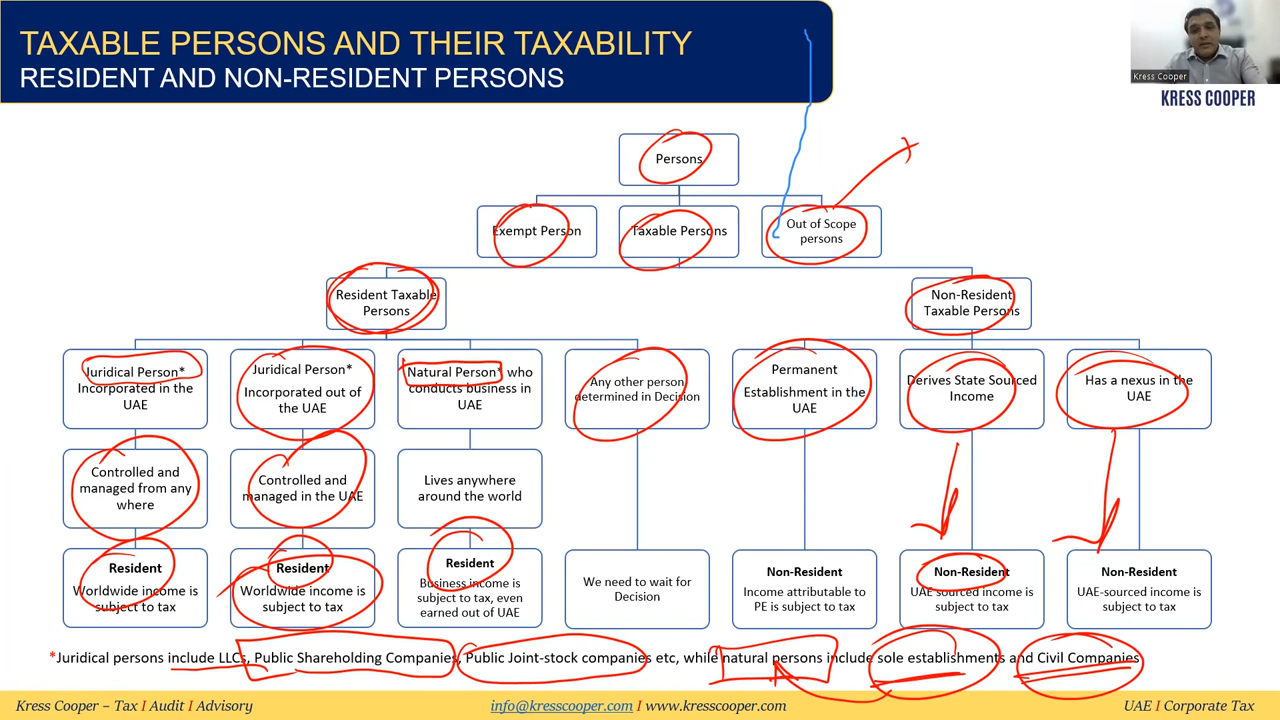 TAXABLE PERSONS AND THEIR TAXABILITY
RESIDENT AND NON-RESIDENT PERSONS
Kress Cooper
KRESS COOPER
Persons
Exempt Person
Taxable Persons
Out of Scope
persons
Resident Taxable
Persons
Non-Resident
Taxable Persons
Juridical Person*
Incorporated in the
UAE
Juridical Person*
Incorporated out of
the UAE
Natural Person* who
conducts business in
UAE
Any other person
determined in Decision
Permanent
Establishment in the
UAE
Derives State Sourced
Income
Has a nexus in the
UAE
Controlled and
managed from any
where
Controlled and
managed in the UAE
Lives anywhere
around the world
Resident
Worldwide income is
subject to tax
Resident
Worldwide income is
subject to tax
Resident
Business income is
subject to tax, even
earned out of UAE
We need to wait for
Decision
Non-Resident
Income attributable to
PE is subject to tax
Non-Resident
UAE-sourced income is
subject to tax
Non-Resident
UAE-sourced income is
subject to tax
*Juridical persons include LLCs, Public Shareholding Companies, Public Joint-stock companies etc, while natural persons include sole establishments and Civil Companies
Kress Cooper – Tax I Audit I Advisory
info@kresscooper.com I www.kresscooper.com
UAE I Corporate Tax